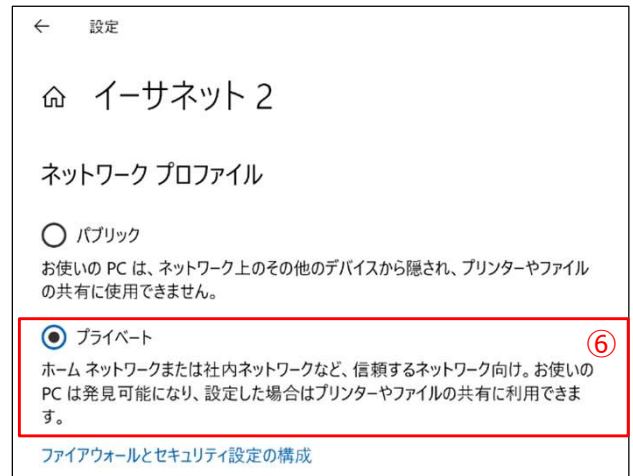 ← 設定
イーサネット 2
ネットワーク プロファイル
パブリック
お使いの PC は、ネットワーク上のその他のデバイスから隠され、プリンターやファイル
の共有に使用できません。
プライベート ⑥
ホーム ネットワークまたは社内ネットワークなど、信頼するネットワーク向け。お使いの
PC は発見可能になり、設定した場合はプリンターやファイルの共有に利用できま
す。
ファイアウォールとセキュリティ設定の構成